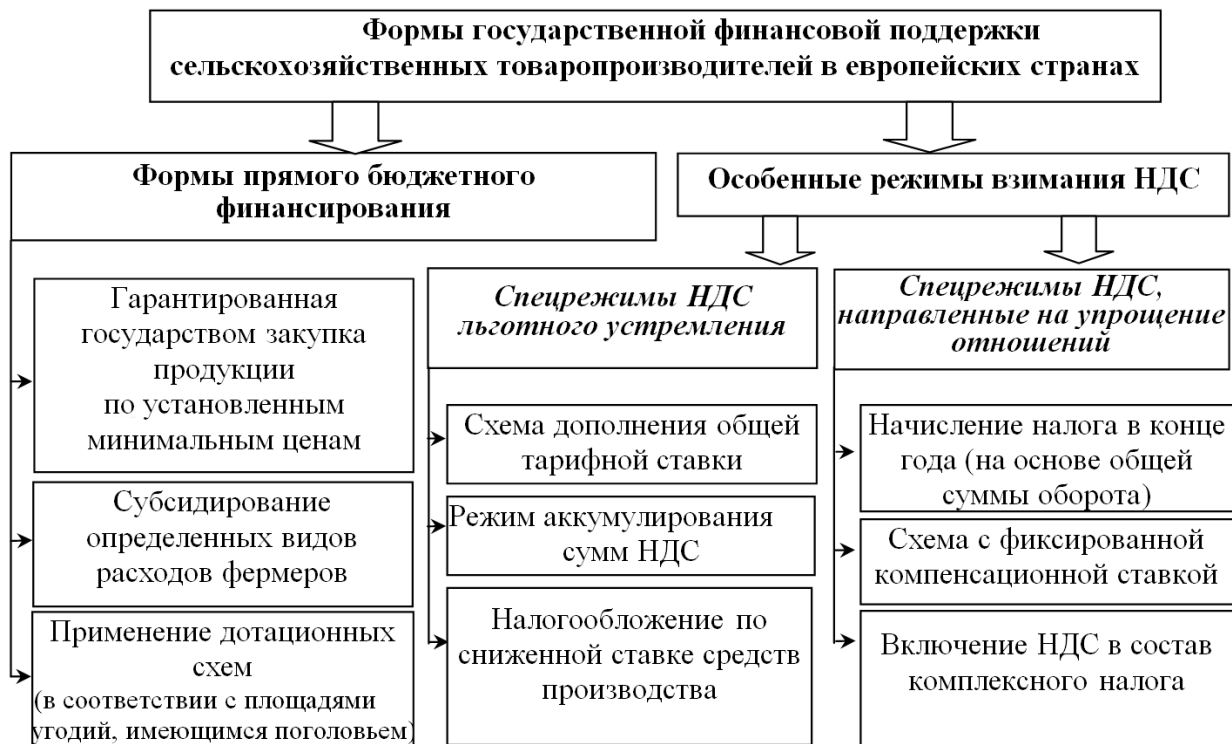 Формы государственной финансовой поддержки
сельскохозяйственных товаропроизводителей в европейских странах
Формы прямого бюджетного
финансирования
Особенные режимы взимания НДС
Гарантированная
государством закупка
продукции
по установленным
минимальным ценам
Субсидирование
определенных видов
расходов фермеров
Применение дотационных
схем
(в соответствии с площадями
угодий, имеющимся поголовьем)
Спецрежимы НДС
льготного устремления
Схема дополнения общей
тарифной ставки
Режим аккумулирования
сумм НДС
Налогообложение по
сниженной ставке средств
производства
Спецрежимы НДС,
направленные на упрощение
отношений
Начисление налога в конце
года (на основе общей
суммы оборота)
Схема с фиксированной
компенсационной ставкой
Включение НДС в состав
комплексного налога